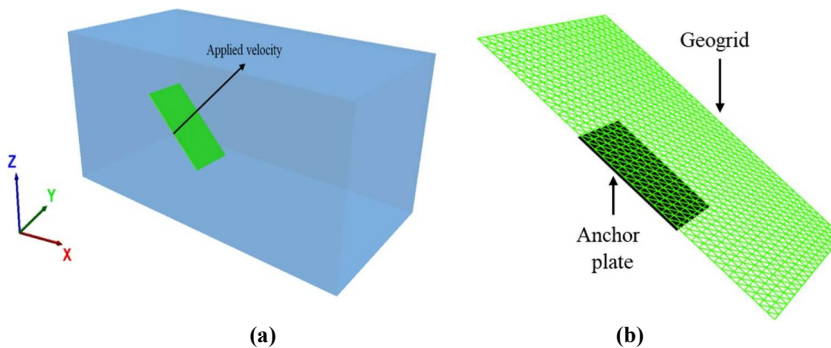 Applied velocity
Z
Y
X
(a)
Geogrid
Anchor
plate
(b)